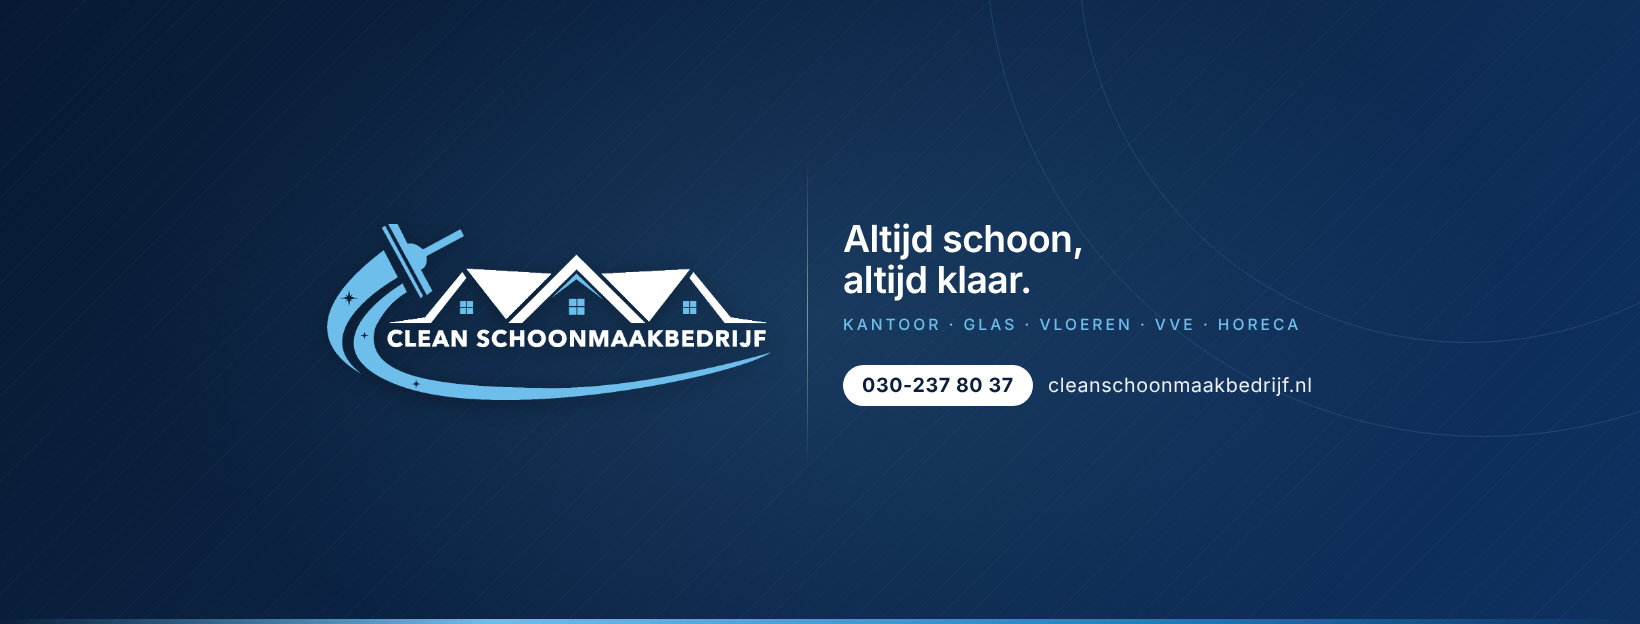 CLEAN SCHOONMAAKBEDRIJF
Altijd schoon,
altijd klaar.
KANTOOR · GLAS · VLOEREN · VVE · HORECA
030-237 80 37
cleanschoonmaakbedrijf.nl